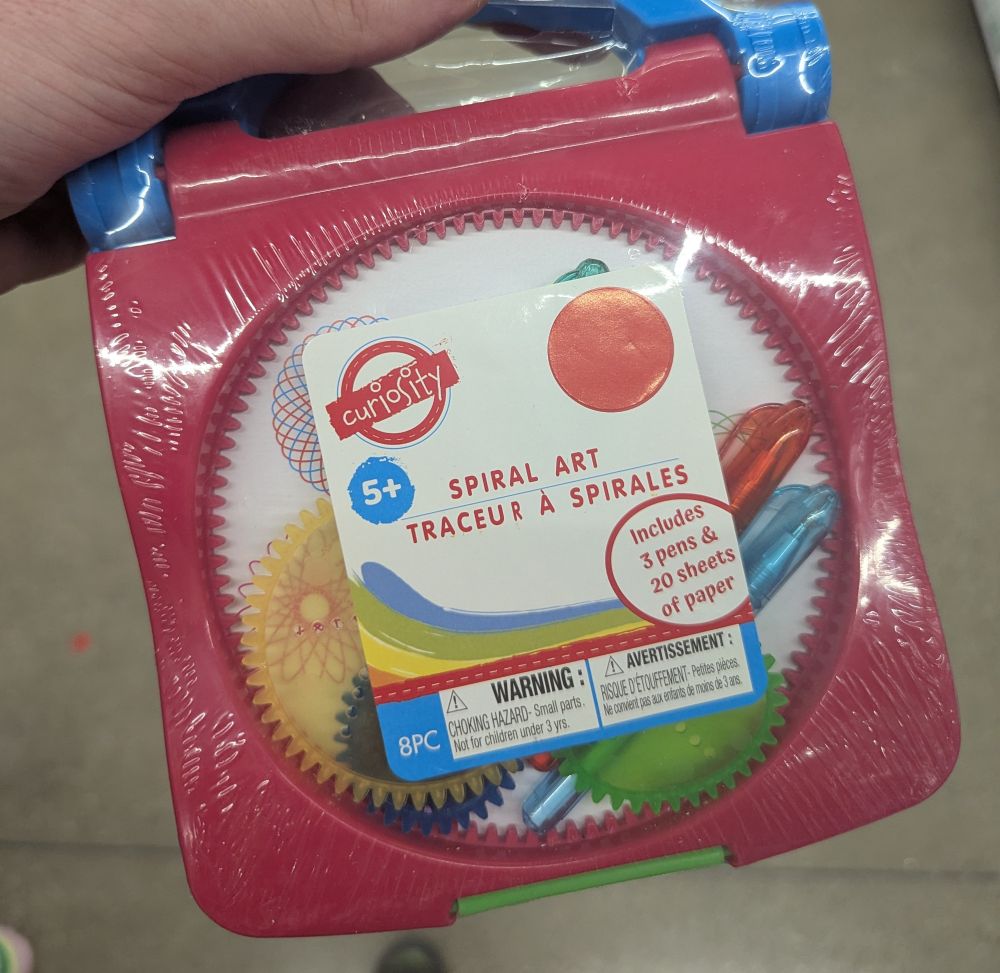 curiosity
5+
SPIRAL ART
TRACEUR À SPIRALES
Includes
3 pens &
20 sheets
of paper
8PC
WARNING :
CHOKING HAZARD- Small parts.
Not for children under 3 yrs.
AVERTISSEMENT :
RISQUE D'ÉTOUFFEMENT- Petites pièces.
Ne convient pas aux enfants de moins de 3 ans.